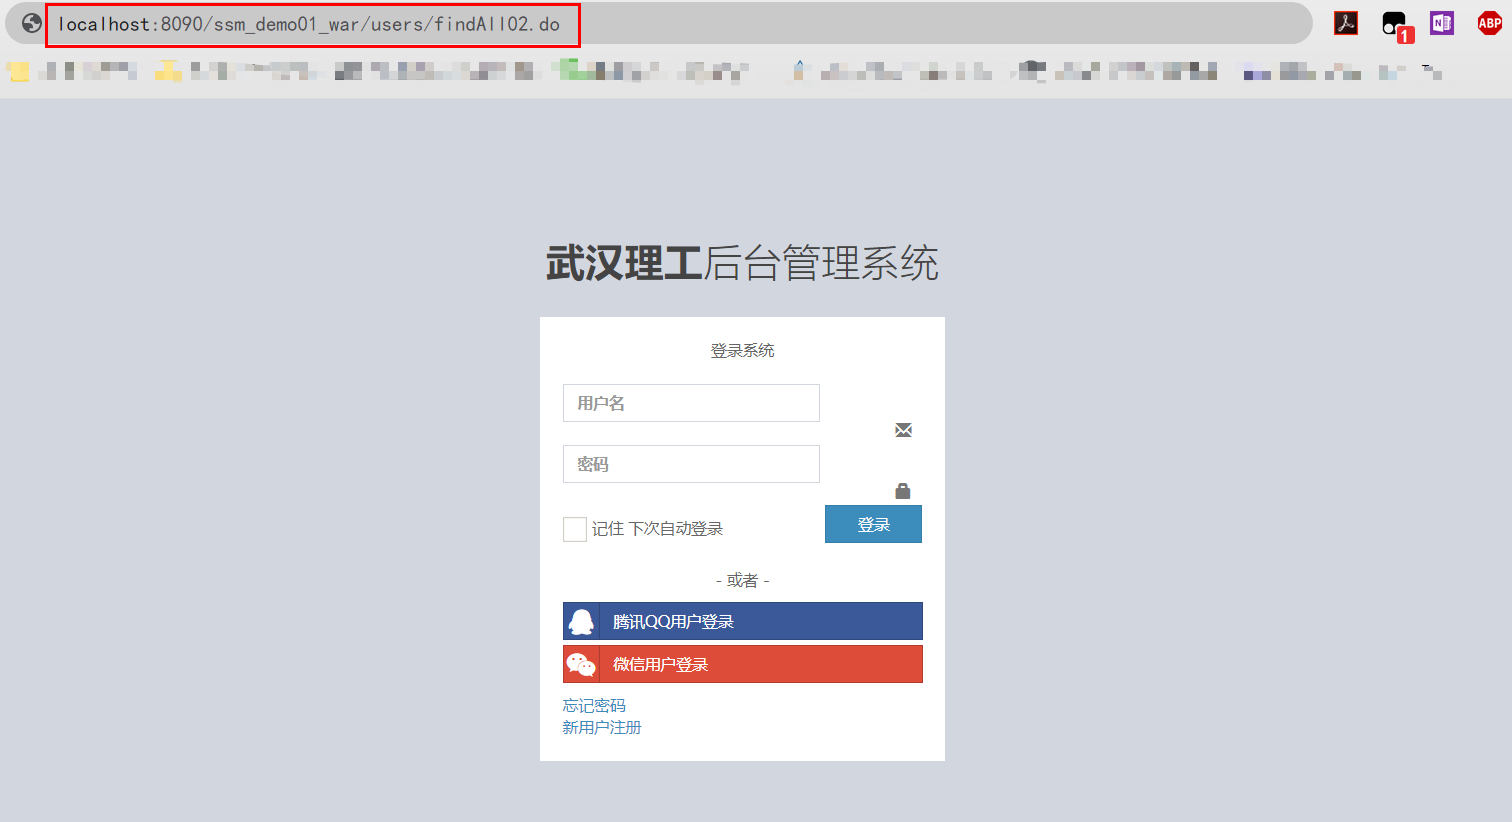 localhost:8090/ssm_demo01_war/users/findAll02.do
1
N
ABP
武汉理工后台管理系统
登录系统
用户名
密码
记住 下次自动登录
登录
- 或者 -
腾讯QQ用户登录
微信用户登录
忘记密码
新用户注册